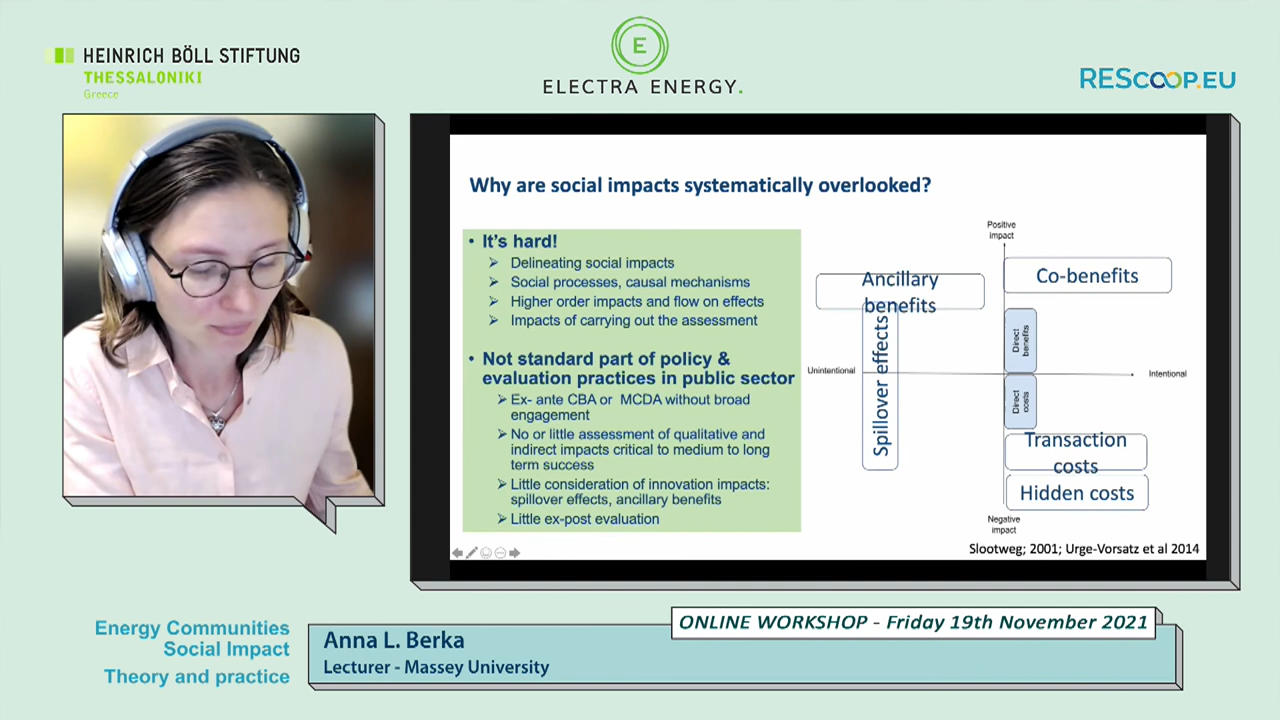 HEINRICH BÖLL STIFTUNG
THESSALONIKI
Greece
E
ELECTRA ENERGY.
REScoop.EU
Why are social impacts systematically overlooked?
• It's hard!
➢ Delineating social impacts
➢ Social processes, causal mechanisms
➢ Higher order impacts and flow on effects
➢ Impacts of carrying out the assessment
• Not standard part of policy &
evaluation practices in public sector
➢ Ex- ante CBA or MCDA without broad
engagement
➢ No or little assessment of qualitative and
indirect impacts critical to medium to long
term success
➢ Little consideration of innovation impacts:
spillover effects, ancillary benefits
➢ Little ex-post evaluation
Positive
impact
Ancillary
benefits
Co-benefits
Spillover effects
Direct
benefits
Unintentional
Intentional
Direct
costs
Transaction
costs
Hidden costs
Negative
impact
Slootweg; 2001; Urge-Vorsatz et al 2014
Energy Communities
Social Impact
Theory and practice
ONLINE WORKSHOP - Friday 19th November 2021
Anna L. Berka
Lecturer - Massey University